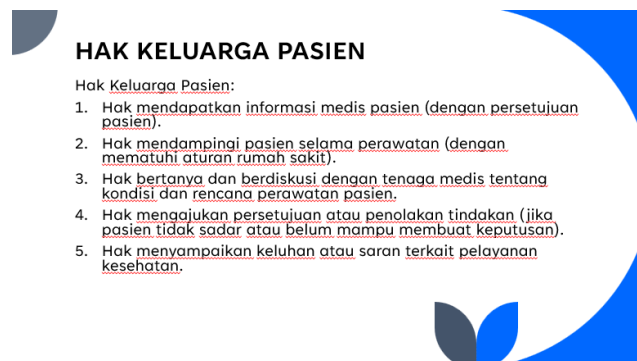 HAK KELUARGA PASIEN
Hak Keluarga Pasien:
1. Hak mendapatkan informasi medis pasien (dengan persetujuan
pasien).
2. Hak mendampingi pasien selama perawatan (dengan
mematuhi aturan rumah sakit).
3. Hak bertanya dan berdiskusi dengan tenaga medis tentang
kondisi dan rencana perawatan pasien.
4. Hak mengajukan persetujuan atau penolakan tindakan (jika
pasien tidak sadar atau belum mampu membuat keputusan).
5. Hak menyampaikan keluhan atau saran terkait pelayanan
kesehatan.